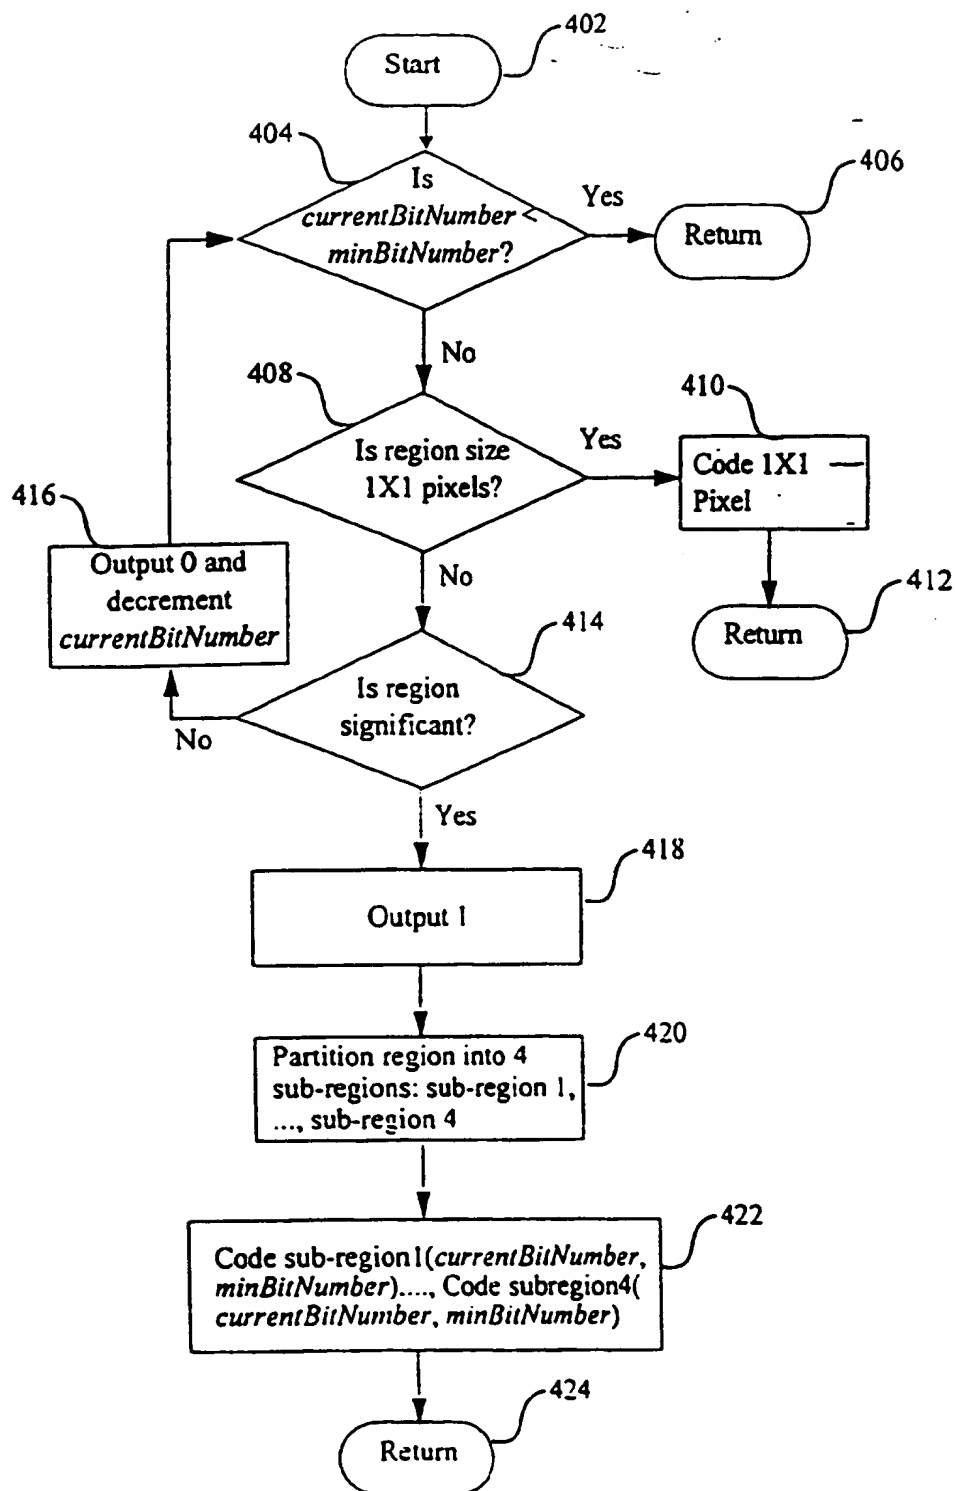 402
Start
404
Is
currentBitNumber <
minBitNumber?
Yes
406
Return
No
408
Is region size
1X1 pixels?
Yes
410
Code 1X1
Pixel
416
Output 0 and
decrement
currentBitNumber
No
412
Return
414
Is region
significant?
No
Yes
418
Output 1
420
Partition region into 4
sub-regions: sub-region 1,
..., sub-region 4
422
Code sub-region1(currentBitNumber,
minBitNumber)...., Code subregion4(
currentBitNumber, minBitNumber)
424
Return